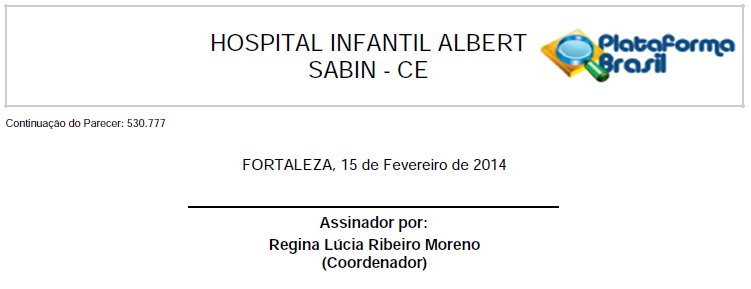 HOSPITAL INFANTIL ALBERT
SABIN - CE
Plataforma
Brasil
Continuação do Parecer: 530.777
FORTALEZA, 15 de Fevereiro de 2014
Assinador por:
Regina Lúcia Ribeiro Moreno
(Coordenador)